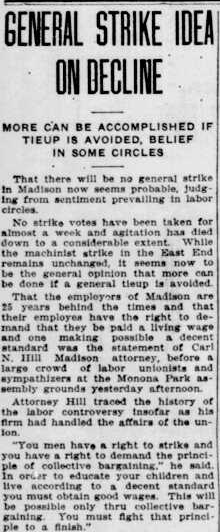 GENERAL STRIKE IDEA
ON DECLINE
MORE CAN BE ACCOMPLISHED IF
TIEUP IS AVOIDED, BELIEF
IN SOME CIRCLES
That there will be no general strike
in Madison now seems probable, judg-
ing from sentiment prevailing in labor
circles.
No strike votes have been taken for
almost a week and agitation has died
down to a considerable extent. While
the machinist strike in the East End
remains unchanged, it seems now to
be the general opinion that more can
be done if a general tieup is avoided.
That the employers of Madison are
25 years behind the times and that
their employes have the right to de-
mand that they be paid a living wage
and one making possible a decent
standard was the statement of Carl
N. Hill Madison attorney, before a
large crowd of labor unionists and
sympathizers at the Monona Park as-
sembly grounds yesterday afternoon.
Attorney Hill traced the history of
the labor controversy insofar as his
firm had handled the affairs of the un-
ion.
"You men have a right to strike and
you have a right to demand the princi-
ple of collective bargaining," he said.
In order to educate your children and
live according to a decent standard
you must obtain good wages. This will
be possible only thru collective bar-
gaining. You must fight that princi-
ple to a finish."